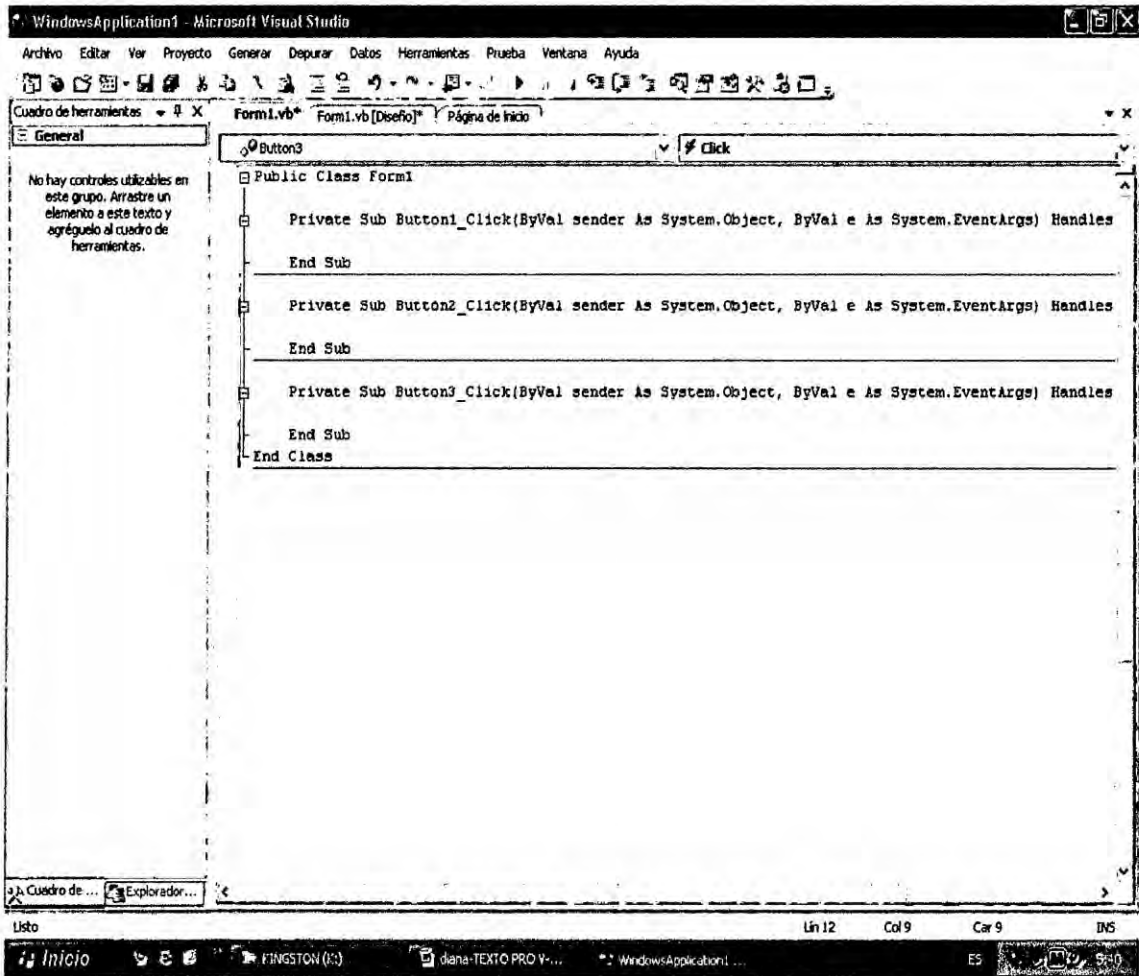 WindowsApplication1 - Microsoft Visual Studio
Archivo Editar Ver Proyecto Generar Depurar Datos Herramientas Prueba Ventana Ayuda
Cuadro de herramientas
General
No hay controles utilizables en
este grupo. Arrastre un
elemento a este texto y
agréguelo al cuadro de
herramientas.
Form1.vb* Form1.vb [Diseño]* Página de inicio
Button3 Click
Public Class Form1
Private Sub Button1_Click(ByVal sender As System.Object, ByVal e As System.EventArgs) Handles
End Sub
Private Sub Button2_Click(ByVal sender As System.Object, ByVal e As System.EventArgs) Handles
End Sub
Private Sub Button3_Click(ByVal sender As System.Object, ByVal e As System.EventArgs) Handles
End Sub
End Class
Cuadro de ... Explorador...
Listo Lín 12 Col 9 Car 9 INS
Inicio KINGSTON (K:) diana-TEXTO PRO V-... WindowsApplication1 ... ES